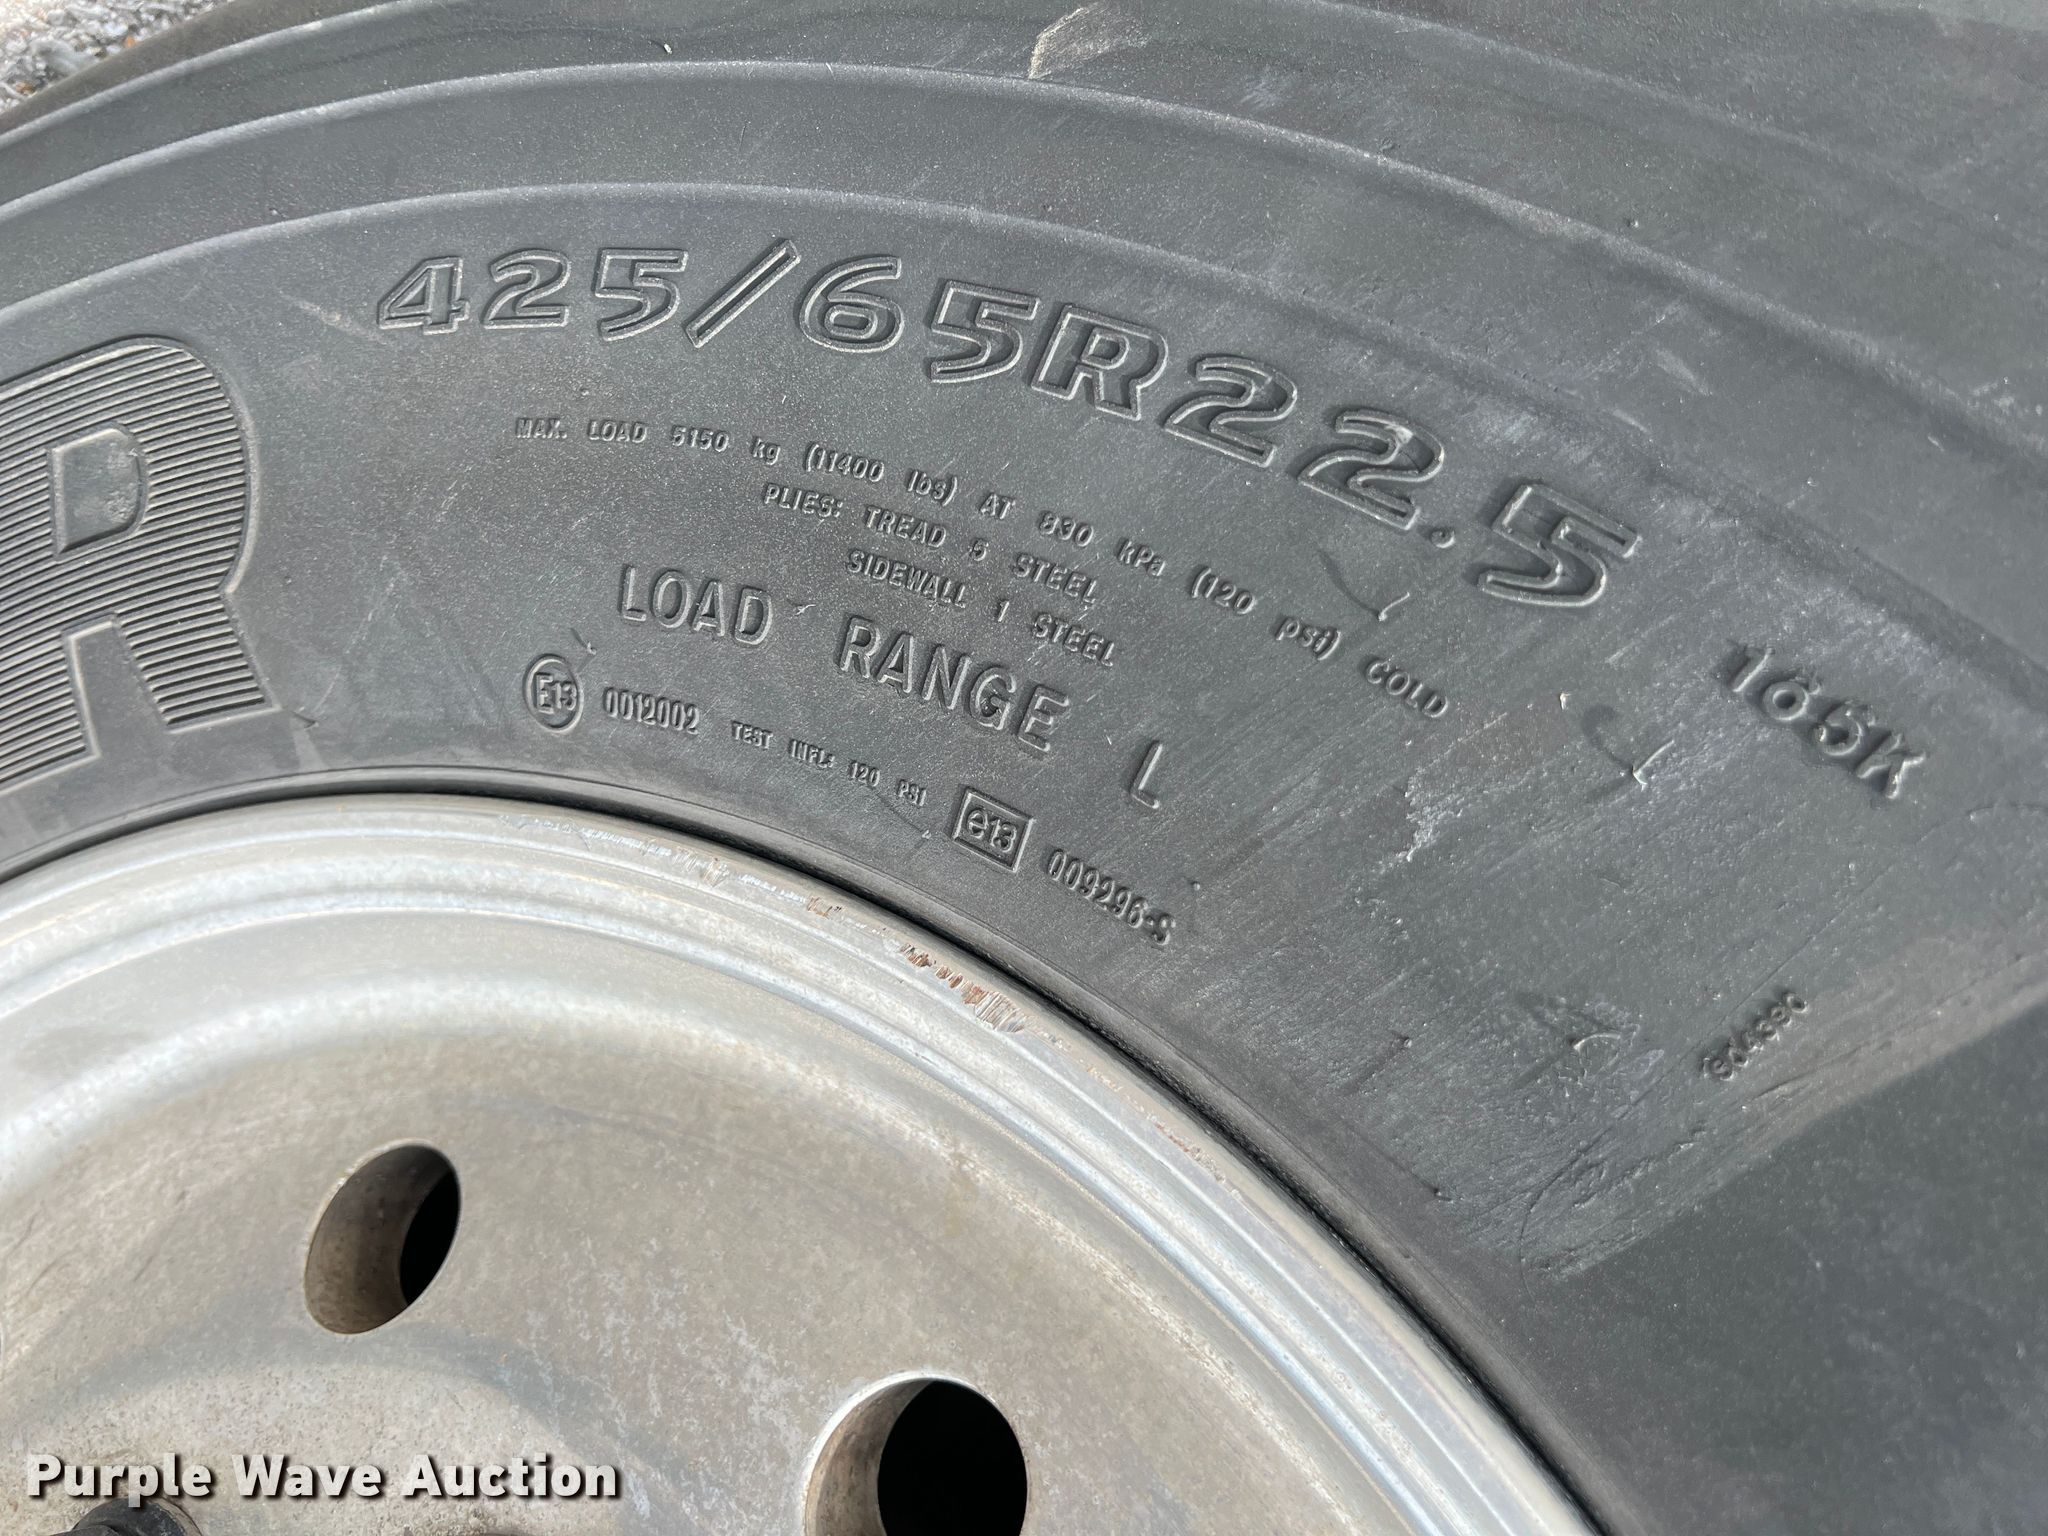 425/65R22.5
165K
MAX. LOAD 5150 kg (11400 lbs) AT 830 kPa (120 psi) COLD
PLIES: TREAD 5 STEEL
SIDEWALL 1 STEEL
LOAD RANGE L
E13 0012002 TEST INFL: 120 PSI e13 009296-S
R
Purple Wave Auction